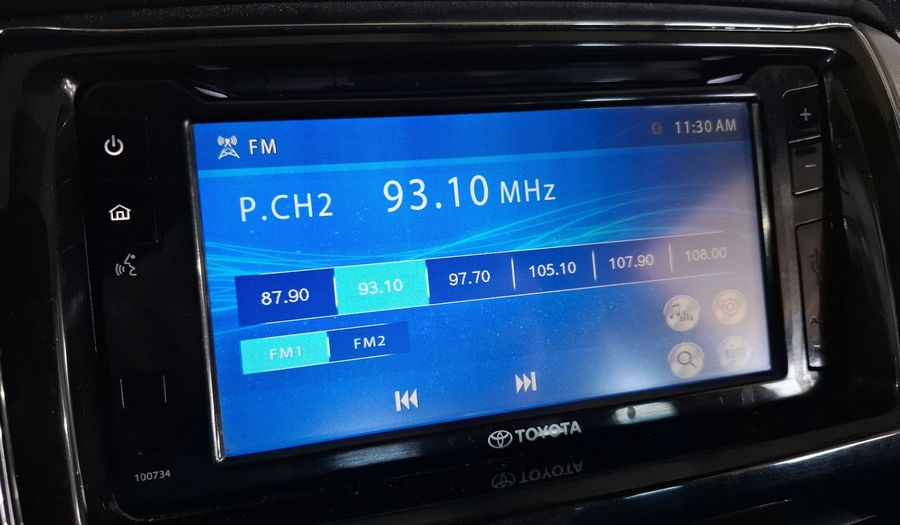 FM
11:30 AM
P.CH2 93.10 MHz
87.90 93.10 97.70 105.10 107.90 108.00
FM1 FM2
AUTO
TOYOTA
100734